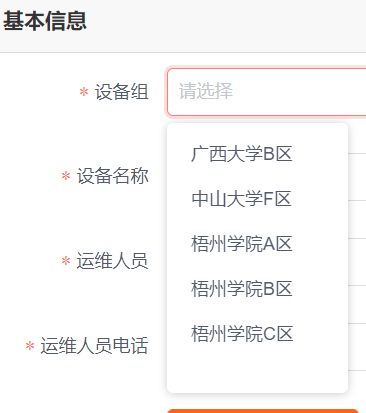 基本信息
* 设备组
请选择
广西大学B区
* 设备名称
中山大学F区
梧州学院A区
* 运维人员
梧州学院B区
梧州学院C区
* 运维人员电话